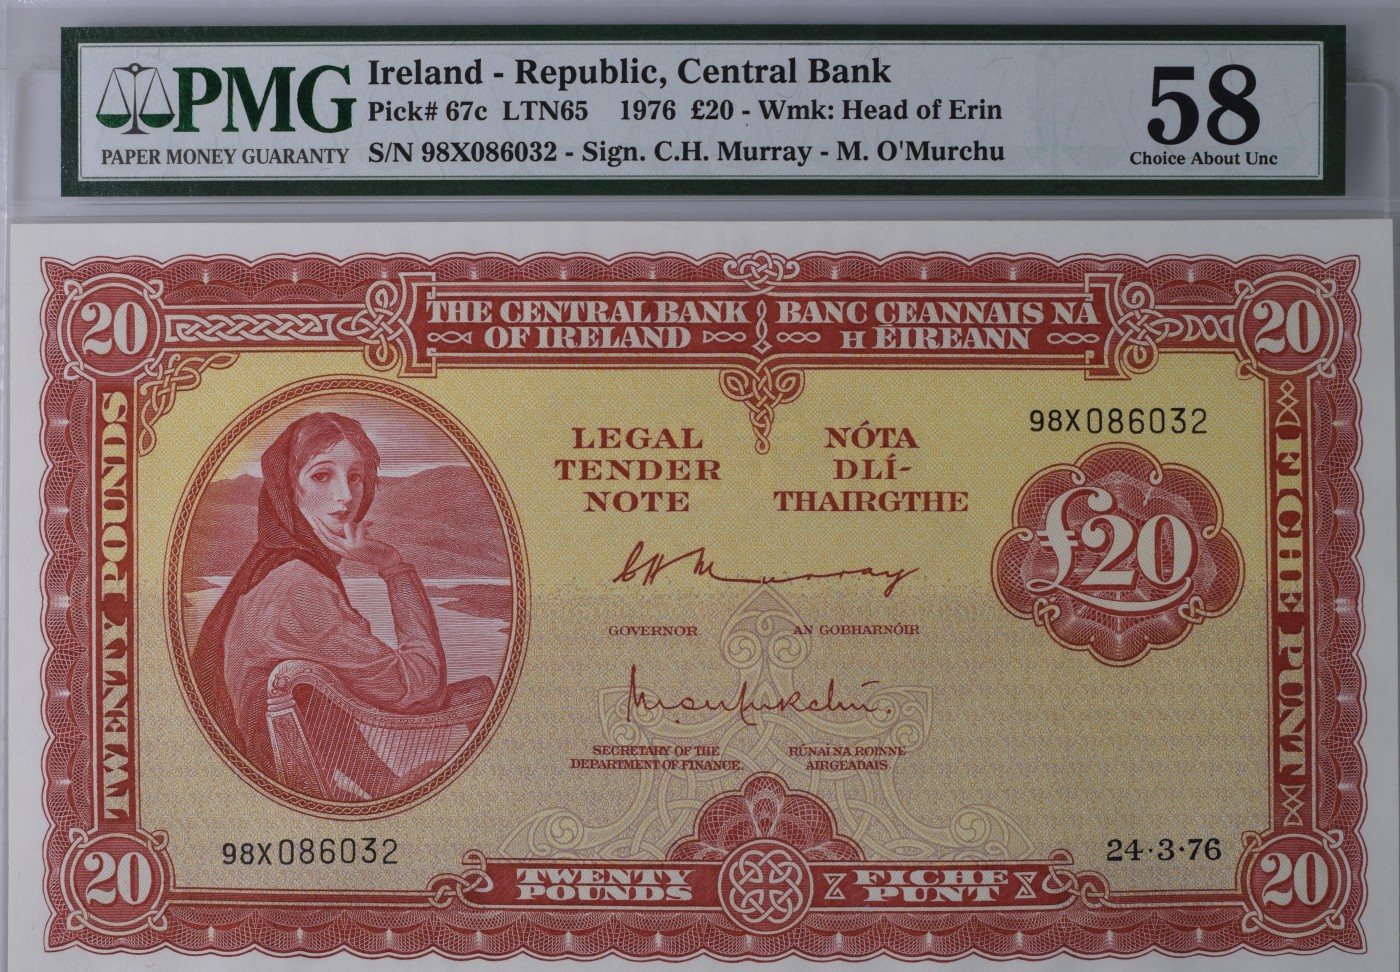 PMG
PAPER MONEY GUARANTY
Ireland - Republic, Central Bank
Pick# 67c LTN65 1976 £20 - Wmk: Head of Erin
S/N 98X086032 - Sign. C.H. Murray - M. O'Murchu
58
Choice About Unc
20
THE CENTRAL BANK
OF IRELAND
BANC CEANNAIS NA
H ÉIREANN
20
TWENTY POUNDS
LEGAL
TENDER
NOTE
NÓTA
DLÍ-
THAIRGTHE
98X086032
£20
FICHE PUNT
C H Murray
GOVERNOR.
AN GOBHARNÓIR
SECRETARY OF THE
DEPARTMENT OF FINANCE.
RÚNAÍ NA ROINNE
AIRGEADAIS
98X086032
24·3·76
20
TWENTY
POUNDS
FICHE
PUNT
20